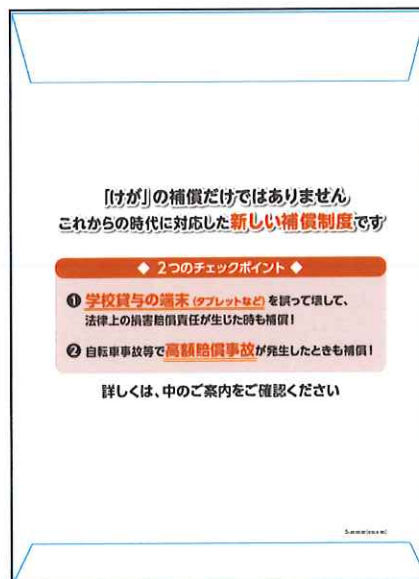 「けが」の補償だけではありません
これからの時代に対応した新しい補償制度です
◆ 2つのチェックポイント ◆
❶ 学校貸与の端末（タブレットなど）を誤って壊して、
法律上の損害賠償責任が生じた時も補償！
❷ 自転車事故等で高額賠償事故が発生したときも補償！
詳しくは、中のご案内をご確認ください